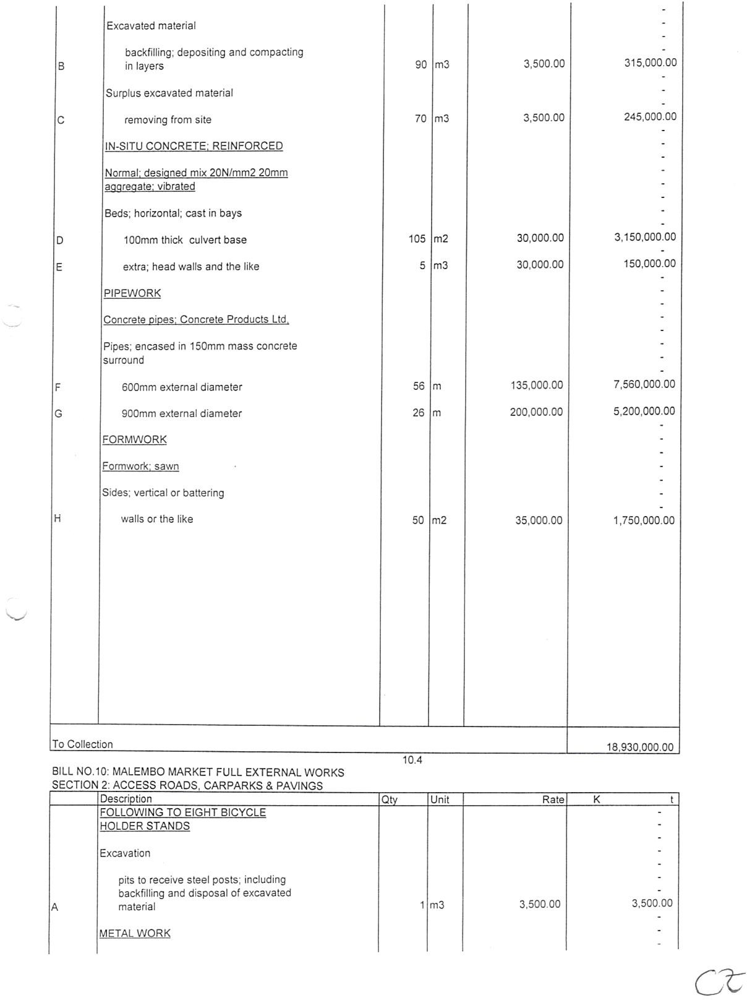 Excavated material
backfilling; depositing and compacting
B in layers 90 m3 3,500.00 315,000.00
Surplus excavated material
C removing from site 70 m3 3,500.00 245,000.00
IN-SITU CONCRETE; REINFORCED
Normal; designed mix 20N/mm2 20mm
aggregate; vibrated
Beds; horizontal; cast in bays
D 100mm thick culvert base 105 m2 30,000.00 3,150,000.00
E extra; head walls and the like 5 m3 30,000.00 150,000.00
PIPEWORK
Concrete pipes; Concrete Products Ltd,
Pipes; encased in 150mm mass concrete
surround
F 600mm external diameter 56 m 135,000.00 7,560,000.00
G 900mm external diameter 26 m 200,000.00 5,200,000.00
FORMWORK
Formwork; sawn
Sides; vertical or battering
H walls or the like 50 m2 35,000.00 1,750,000.00
To Collection 18,930,000.00
10.4
BILL NO.10: MALEMBO MARKET FULL EXTERNAL WORKS
SECTION 2: ACCESS ROADS, CARPARKS & PAVINGS
Description Qty Unit Rate K t
FOLLOWING TO EIGHT BICYCLE -
HOLDER STANDS -
Excavation -
pits to receive steel posts; including -
backfilling and disposal of excavated -
A material 1 m3 3,500.00 3,500.00
METAL WORK -